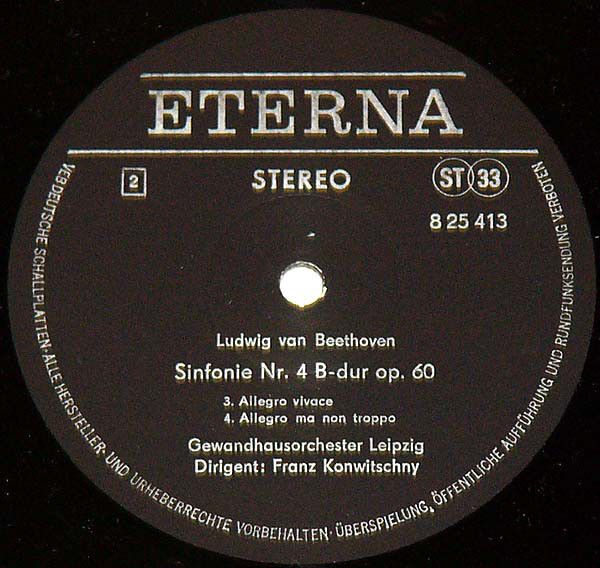 ETERNA
2 STEREO ST 33
8 25 413
Ludwig van Beethoven
Sinfonie Nr. 4 B-dur op. 60
3. Allegro vivace
4. Allegro ma non troppo
Gewandhausorchester Leipzig
Dirigent: Franz Konwitschny
VEB DEUTSCHE SCHALLPLATTEN · ALLE HERSTELLER- UND URHEBERRECHTE VORBEHALTEN · ÜBERSPIELUNG, ÖFFENTLICHE AUFFÜHRUNG UND RUNDFUNKSENDUNG VERBOTEN